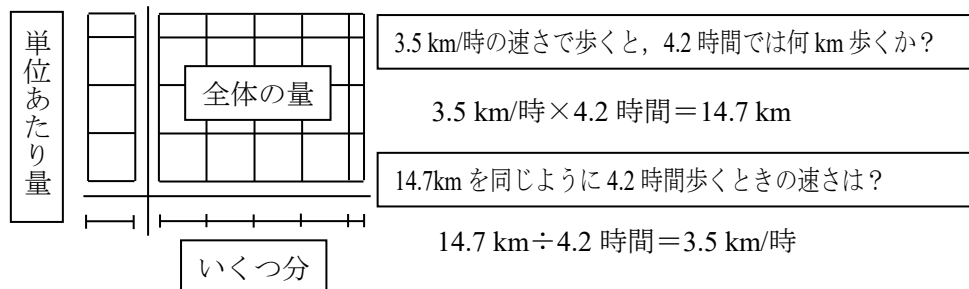 単位あたり量
全体の量
いくつ分
3.5 km/時の速さで歩くと，4.2 時間では何 km 歩くか？
3.5 km/時×4.2 時間＝14.7 km
14.7km を同じように 4.2 時間歩くときの速さは？
14.7 km÷4.2 時間＝3.5 km/時